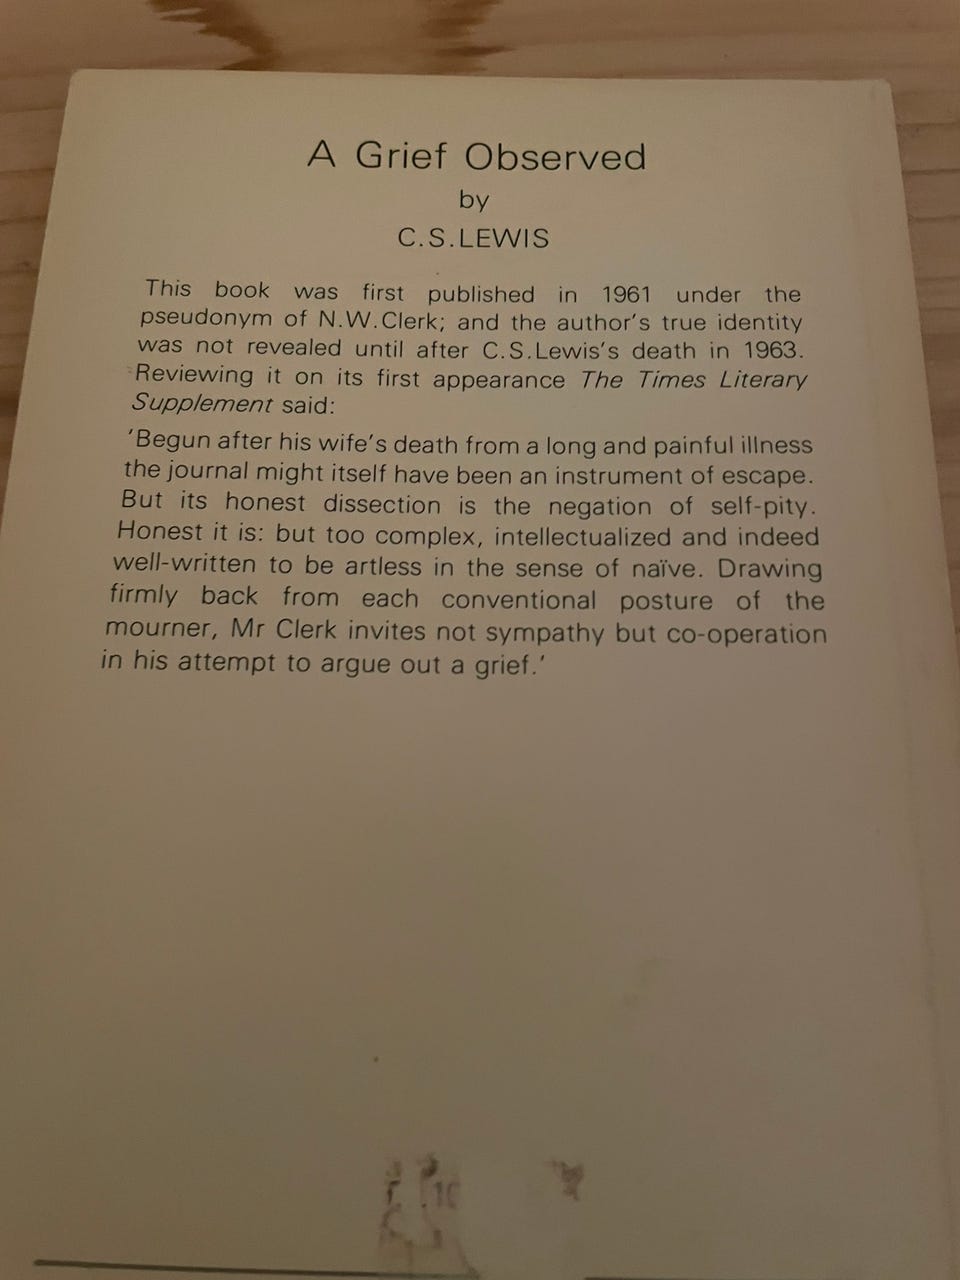 A Grief Observed
by
C.S.LEWIS
This book was first published in 1961 under the
pseudonym of N.W.Clerk; and the author's true identity
was not revealed until after C.S.Lewis's death in 1963.
Reviewing it on its first appearance The Times Literary
Supplement said:
'Begun after his wife's death from a long and painful illness
the journal might itself have been an instrument of escape.
But its honest dissection is the negation of self-pity.
Honest it is: but too complex, intellectualized and indeed
well-written to be artless in the sense of naïve. Drawing
firmly back from each conventional posture of the
mourner, Mr Clerk invites not sympathy but co-operation
in his attempt to argue out a grief.'